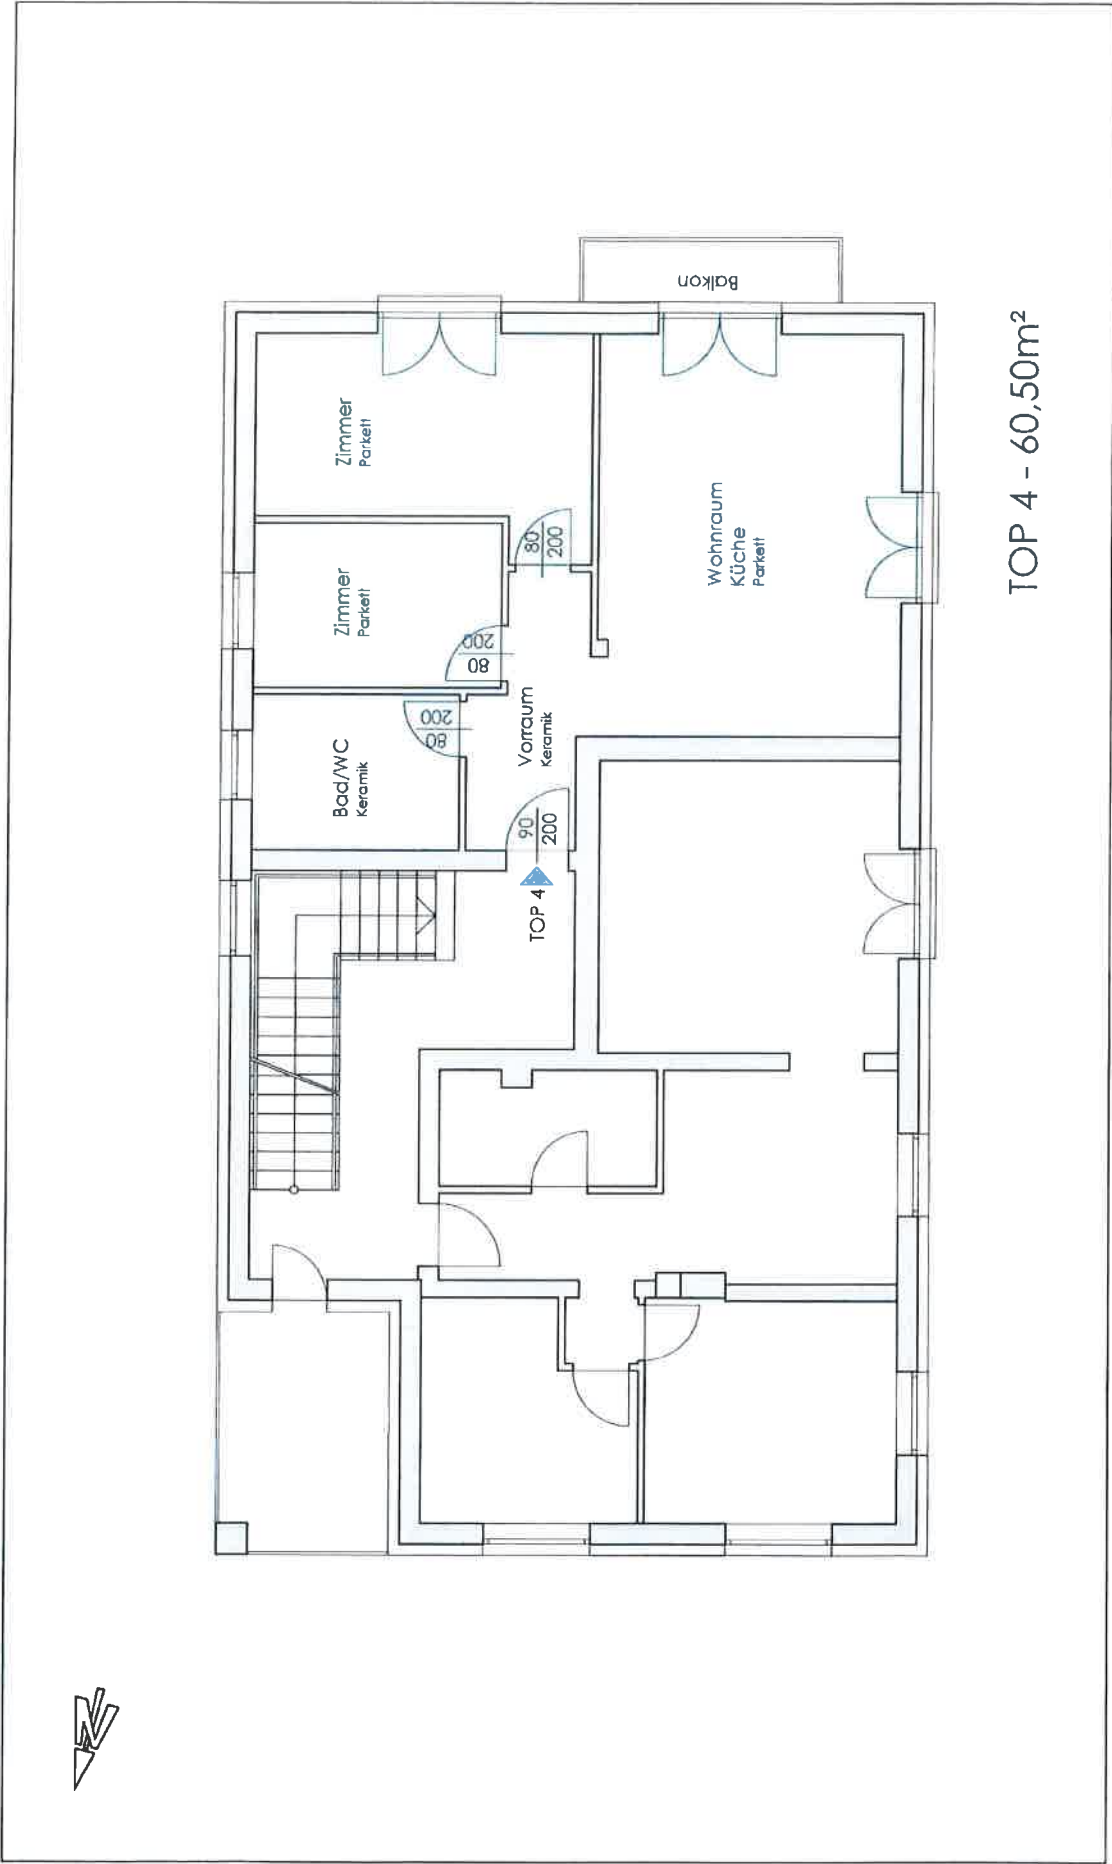 Bad/WC
Keramik
80
200
Zimmer
Parkett
80
200
Zimmer
Parkett
80
200
TOP 4
90
200
Vorraum
Keramik
Wohnraum
Küche
Parkett
Balkon
TOP 4 - 60,50m²
N